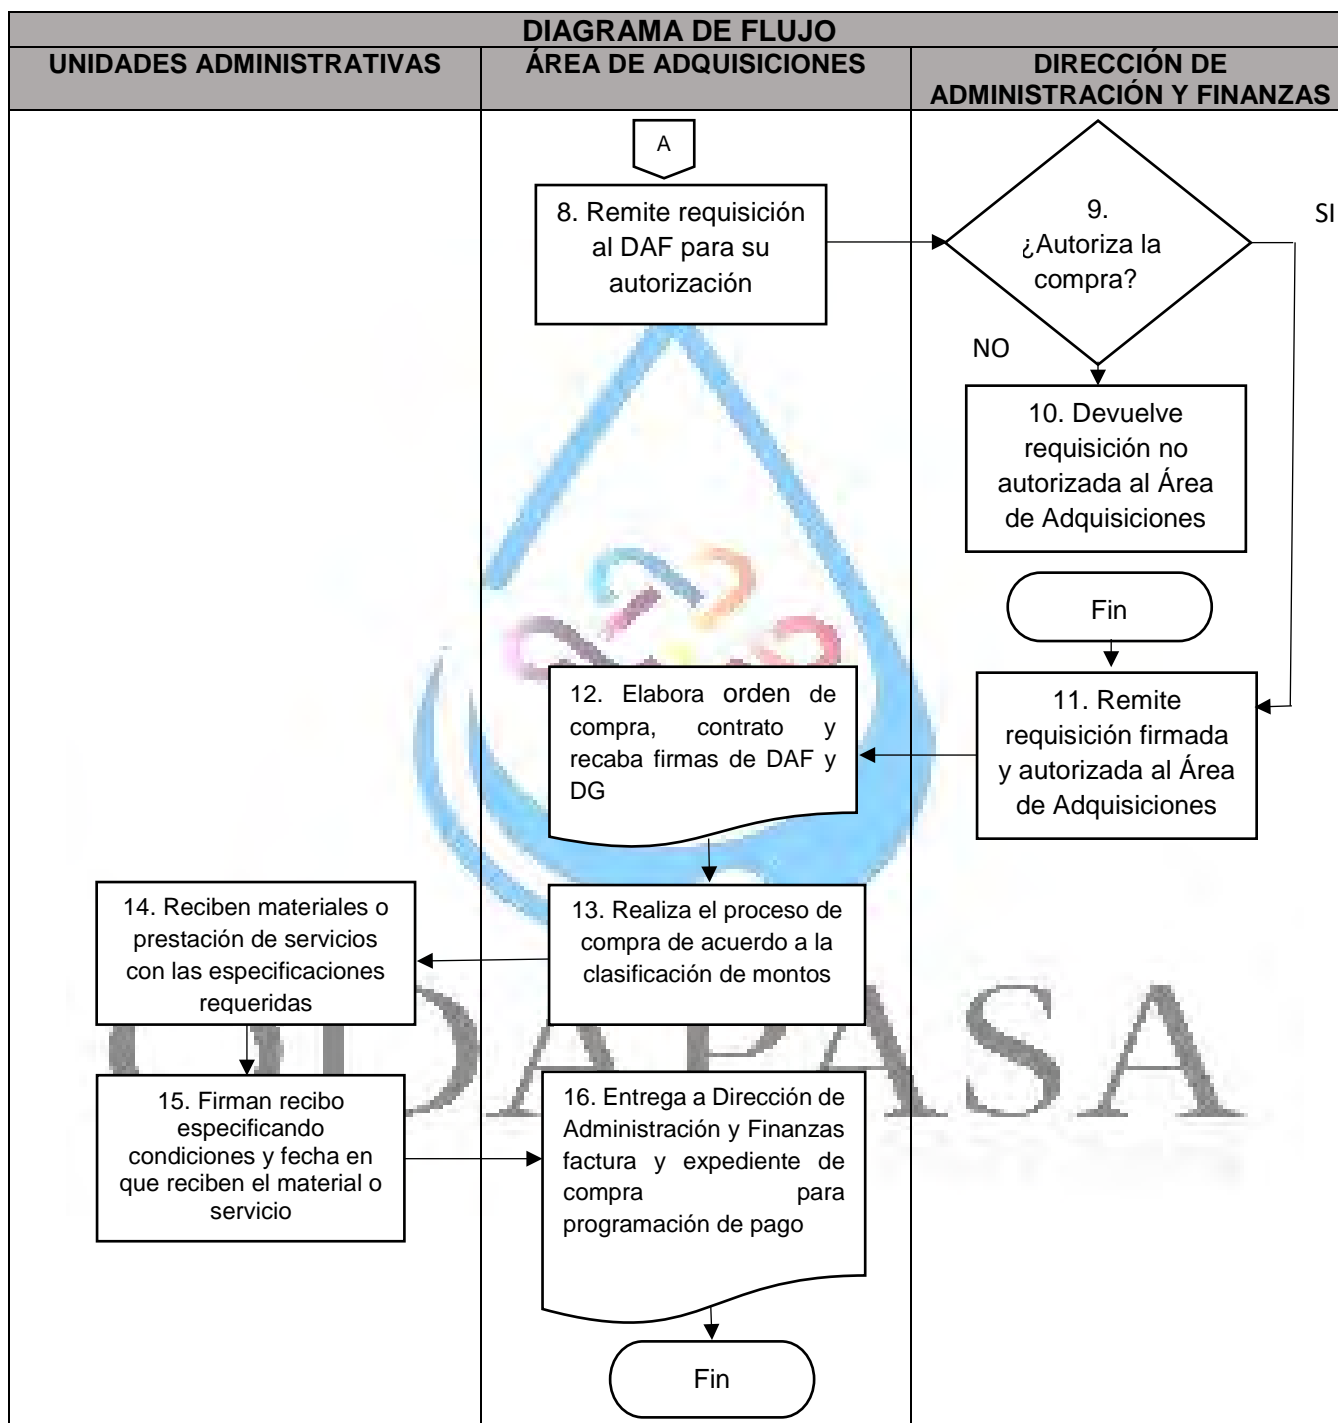 DIAGRAMA DE FLUJO
UNIDADES ADMINISTRATIVAS
ÁREA DE ADQUISICIONES
DIRECCIÓN DE
ADMINISTRACIÓN Y FINANZAS
A
8. Remite requisición
al DAF para su
autorización
9.
¿Autoriza la
compra?
SI
NO
10. Devuelve
requisición no
autorizada al Área
de Adquisiciones
Fin
11. Remite
requisición firmada
y autorizada al Área
de Adquisiciones
12. Elabora orden de
compra, contrato y
recaba firmas de DAF y
DG
13. Realiza el proceso de
compra de acuerdo a la
clasificación de montos
14. Reciben materiales o
prestación de servicios
con las especificaciones
requeridas
15. Firman recibo
especificando
condiciones y fecha en
que reciben el material o
servicio
16. Entrega a Dirección de
Administración y Finanzas
factura y expediente de
compra para
programación de pago
Fin